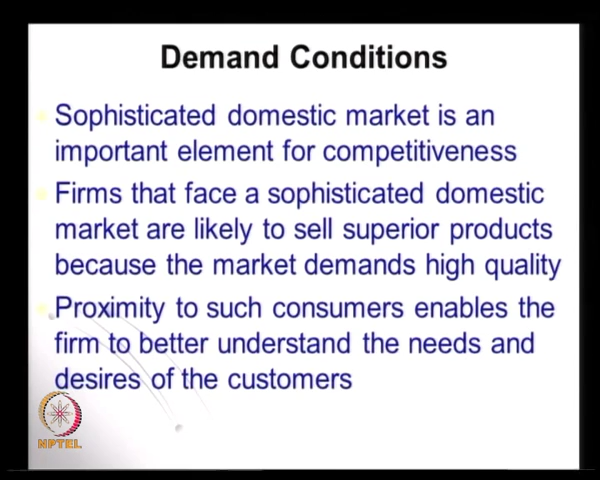 Demand Conditions
Sophisticated domestic market is an
important element for competitiveness
Firms that face a sophisticated domestic
market are likely to sell superior products
because the market demands high quality
Proximity to such consumers enables the
firm to better understand the needs and
desires of the customers
NPTEL